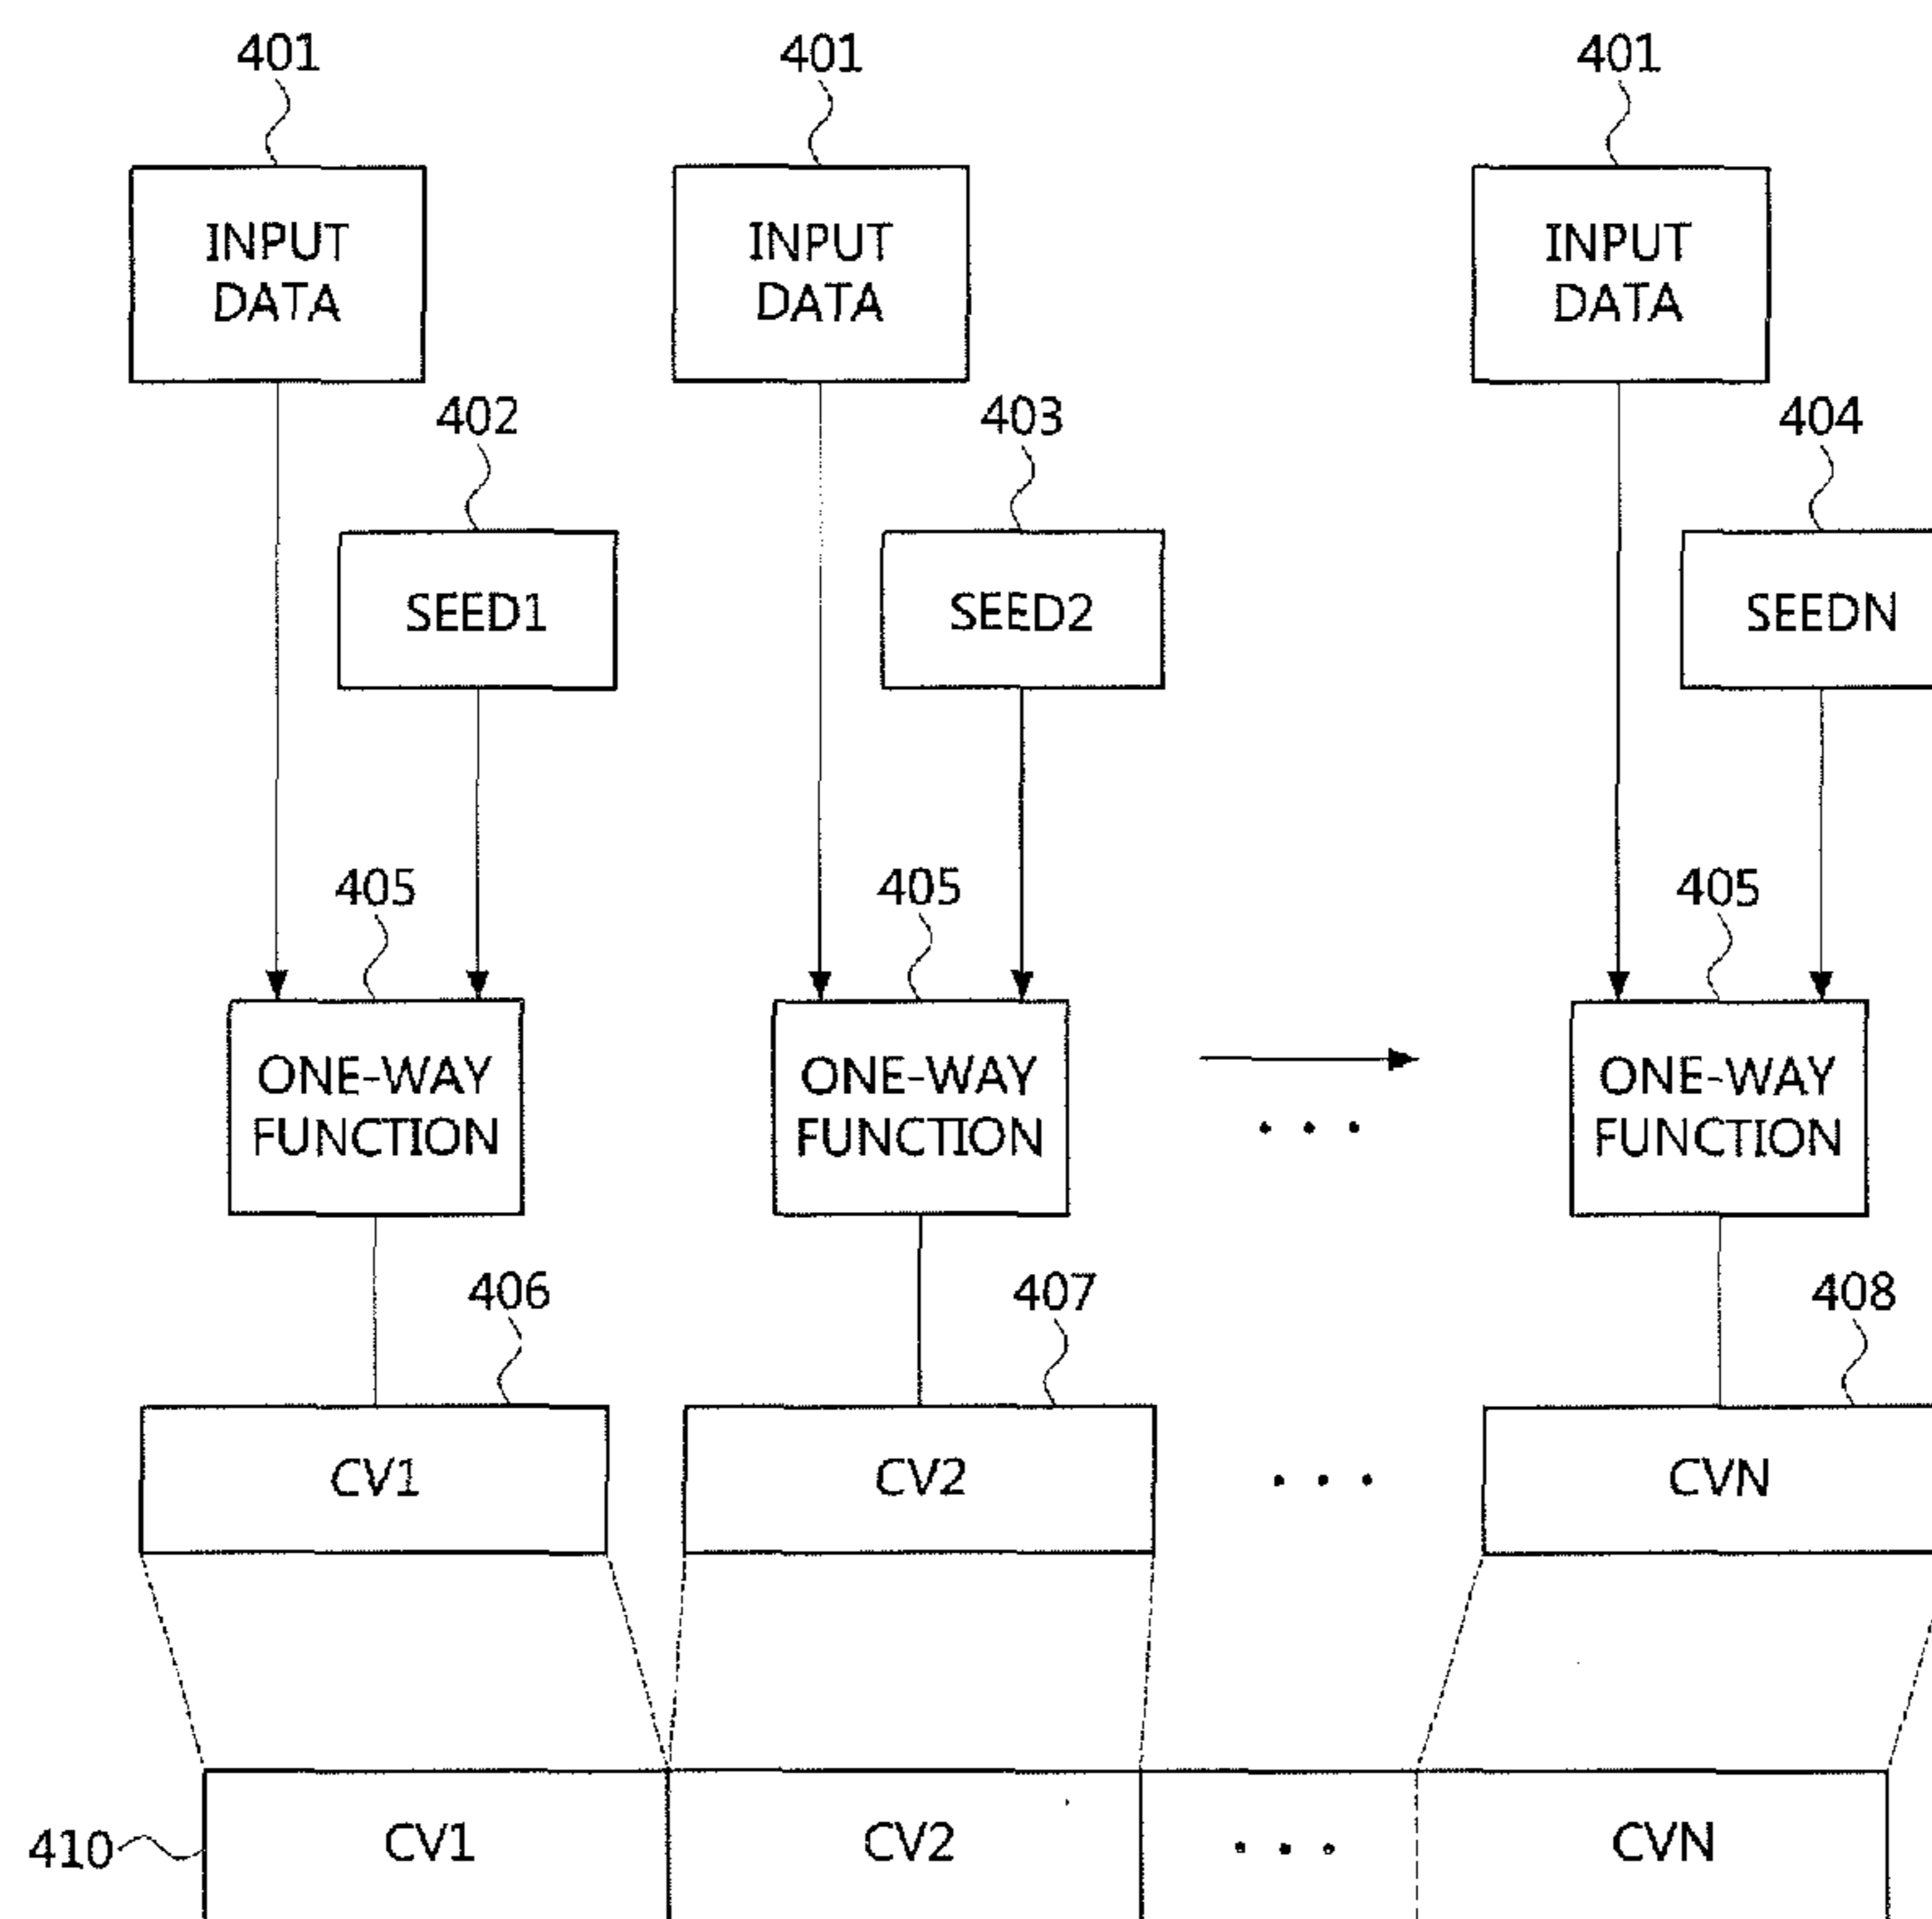 401 401 401
INPUT DATA INPUT DATA INPUT DATA
402 403 404
SEED1 SEED2 SEEDN
405 405 405
ONE-WAY FUNCTION ONE-WAY FUNCTION ONE-WAY FUNCTION
406 407 408
CV1 CV2 ... CVN
410 CV1 CV2 ... CVN